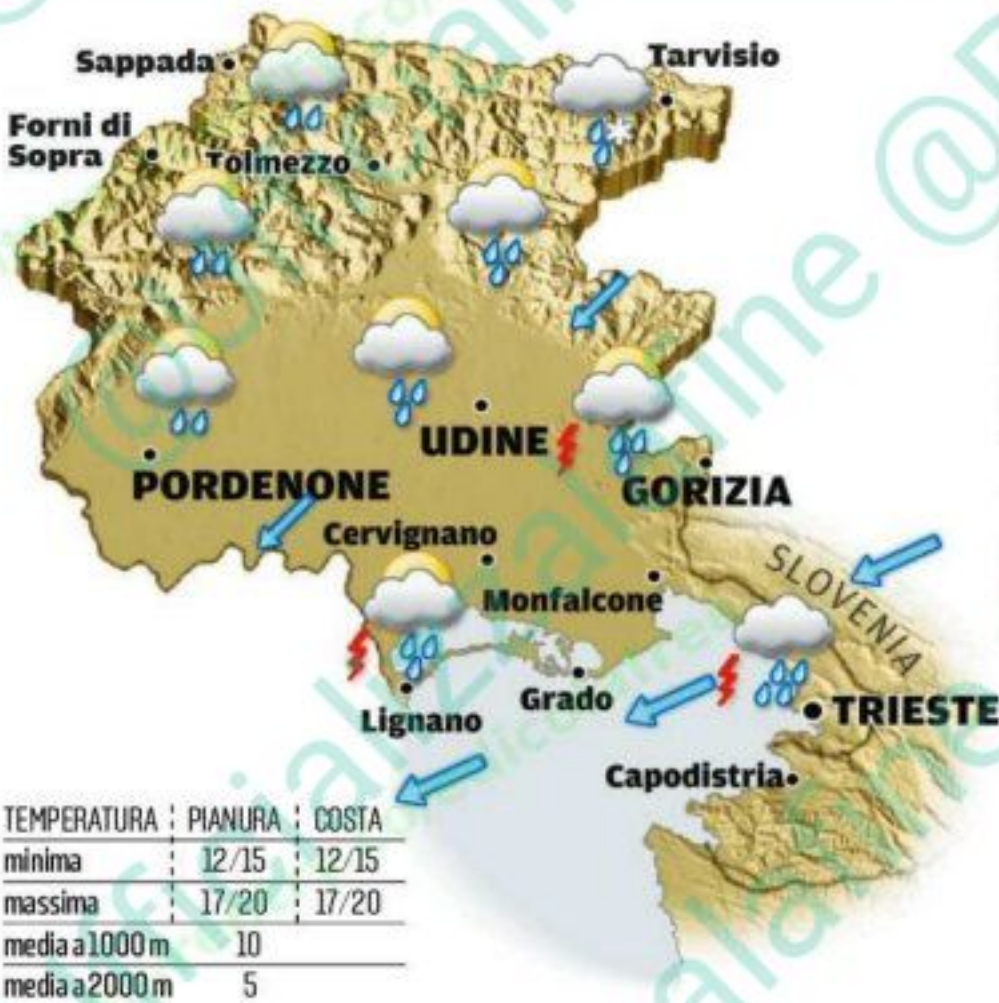 Sappada
Tarvisio
Forni di
Sopra
Tolmezzo
UDINE
PORDENONE
GORIZIA
Cervignano
SLOVENIA
Monfalcone
Grado
Lignano
TRIESTE
Capodistria
TEMPERATURA PIANURA COSTA
minima 12/15 12/15
massima 17/20 17/20
media a 1000 m 10
media a 2000 m 5